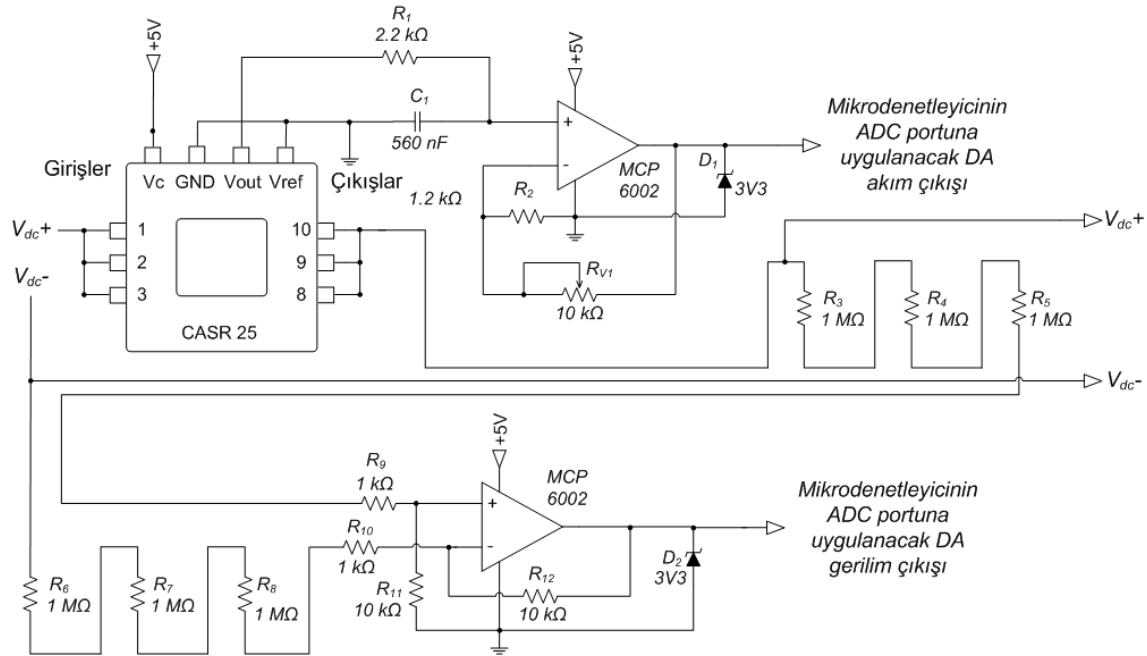 R1
2.2 kΩ
+5V
+5V
C1
560 nF
Mikrodenetleyicinin
ADC portuna
uygulanacak DA
akım çıkışı
+
-
MCP
6002
D1
3V3
Girişler
Vc GND Vout Vref
Çıkışlar
1.2 kΩ
R2
Vdc+
1
2
3
10
9
8
CASR 25
Vdc-
RV1
10 kΩ
Vdc+
R3
1 MΩ
R4
1 MΩ
R5
1 MΩ
Vdc-
+5V
R9
1 kΩ
MCP
6002
+
-
R10
1 kΩ
Mikrodenetleyicinin
ADC portuna
uygulanacak DA
gerilim çıkışı
D2
3V3
R6
1 MΩ
R7
1 MΩ
R8
1 MΩ
R11
10 kΩ
R12
10 kΩ